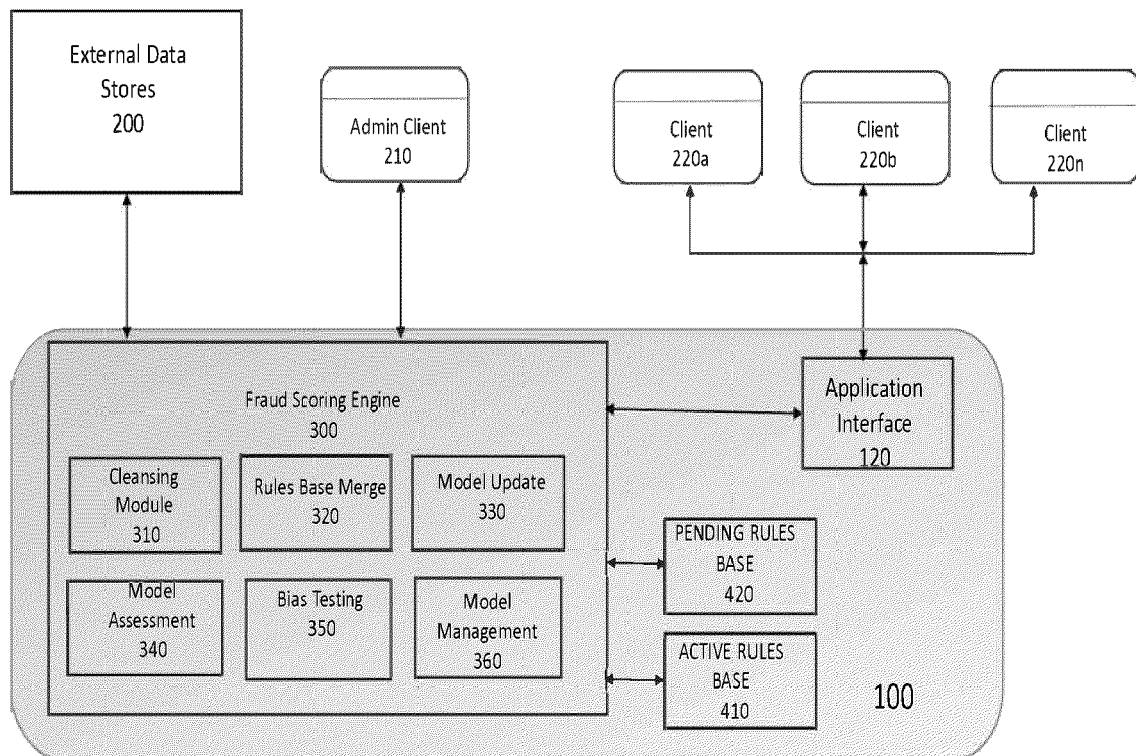 External Data
Stores
200
Admin Client
210
Client
220a
Client
220b
Client
220n
Fraud Scoring Engine
300
Application
Interface
120
Cleansing
Module
310
Rules Base Merge
320
Model Update
330
Model
Assessment
340
Bias Testing
350
Model
Management
360
PENDING RULES
BASE
420
ACTIVE RULES
BASE
410
100